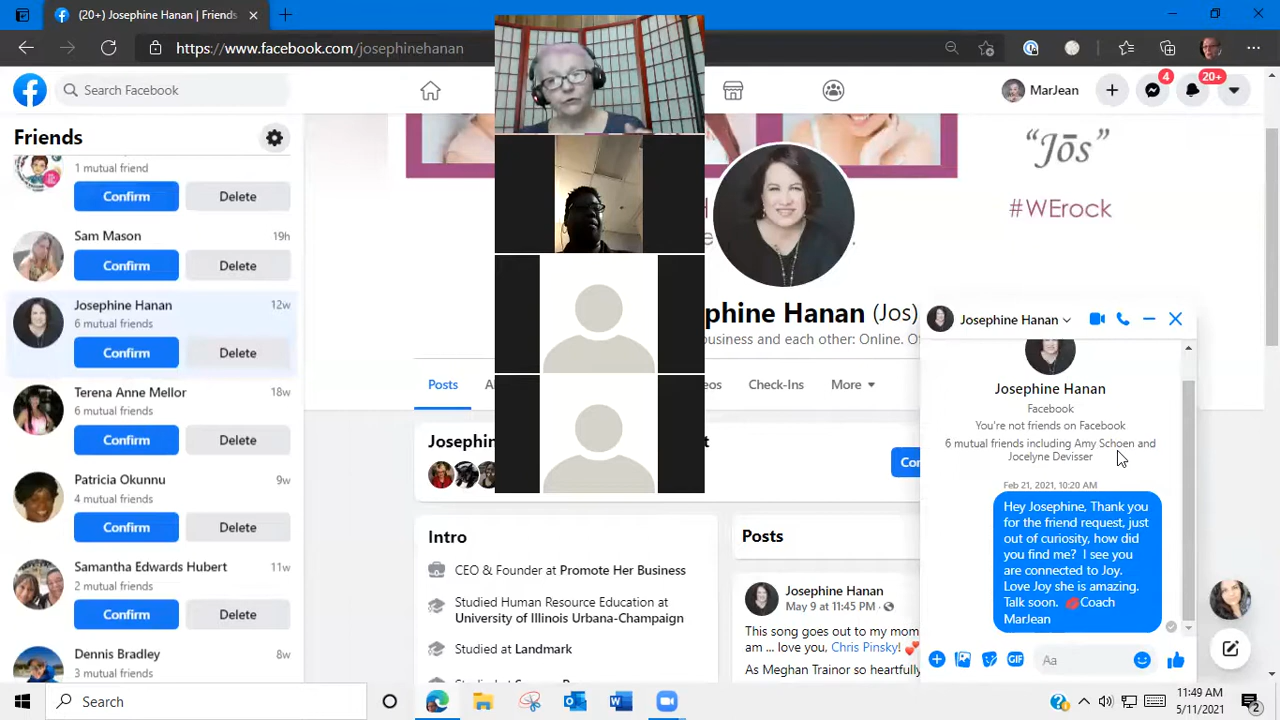 (20+) Josephine Hanan | Friends
https://www.facebook.com/josephinehanan
Search Facebook
MarJean
4
20+
Friends
1 mutual friend
Confirm
Delete
Sam Mason
19h
Confirm
Delete
Josephine Hanan
12w
6 mutual friends
Confirm
Delete
Terena Anne Mellor
18w
6 mutual friends
Confirm
Delete
Patricia Okunnu
9w
4 mutual friends
Confirm
Delete
Samantha Edwards Hubert
11w
2 mutual friends
Confirm
Delete
Dennis Bradley
8w
3 mutual friends
"Jōs"
#WErock
phine Hanan (Jos)
usiness and each other: Online. Of
Posts
A
eos
Check-Ins
More
Josephin
t
Con
Intro
CEO & Founder at Promote Her Business
Studied Human Resource Education at
University of Illinois Urbana-Champaign
Studied at Landmark
Posts
Josephine Hanan
May 9 at 11:45 PM
This song goes out to my mom
am ... love you, Chris Pinsky!
As Meghan Trainor so heartfully
Josephine Hanan
Josephine Hanan
Facebook
You're not friends on Facebook
6 mutual friends including Amy Schoen and
Jocelyne Devisser
Feb 21, 2021, 10:20 AM
Hey Josephine, Thank you
for the friend request, just
out of curiosity, how did
you find me? I see you
are connected to Joy.
Love Joy she is amazing.
Talk soon. 💋Coach
MarJean
GIF
Aa
Search
11:49 AM
5/11/2021
2